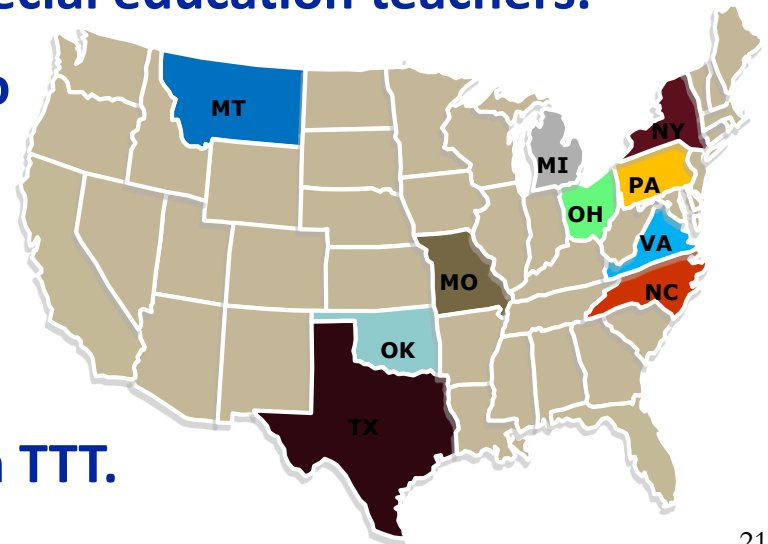 ecial education teachers.
MT
NY
MI
PA
OH
VA
MO
NC
OK
TX
TTT.
21